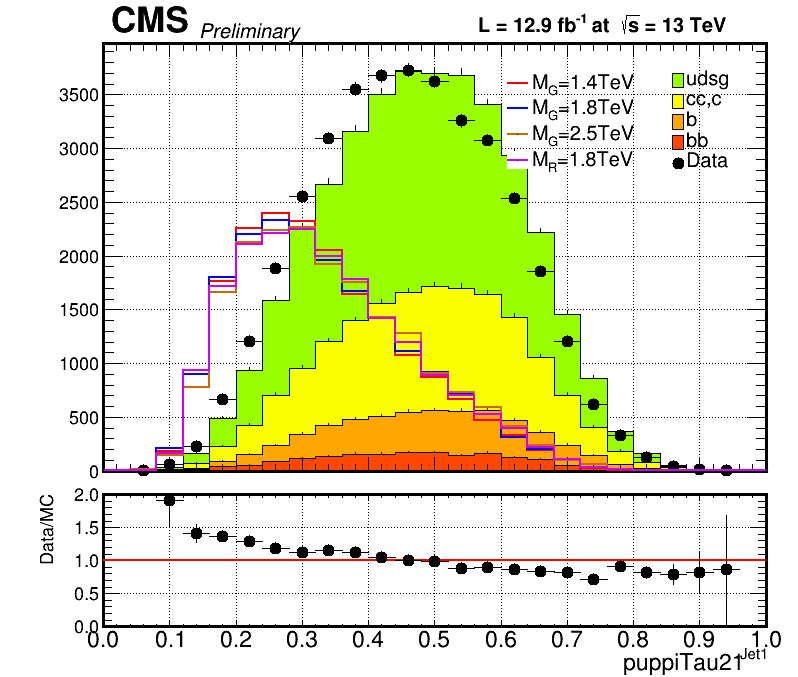 CMS Preliminary L = 12.9 fb⁻¹ at √s = 13 TeV
3500
3000
2500
2000
1500
1000
500
0
M_G=1.4TeV
M_G=1.8TeV
M_G=2.5TeV
M_R=1.8TeV
udsg
cc,c
b
bb
Data
Data/MC
2.0
1.5
1.0
0.5
0.0
0.0 0.1 0.2 0.3 0.4 0.5 0.6 0.7 0.8 0.9 1.0
puppiTau21^Jet1